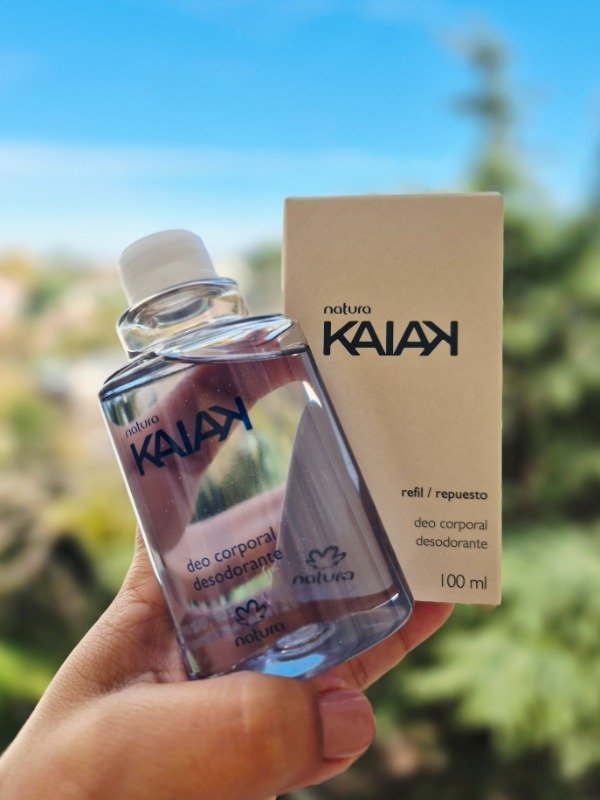 natura
KAIAK
refil / repuesto
deo corporal
desodorante
100 ml
natura
KAIAK
deo corporal
desodorante
natura
natura